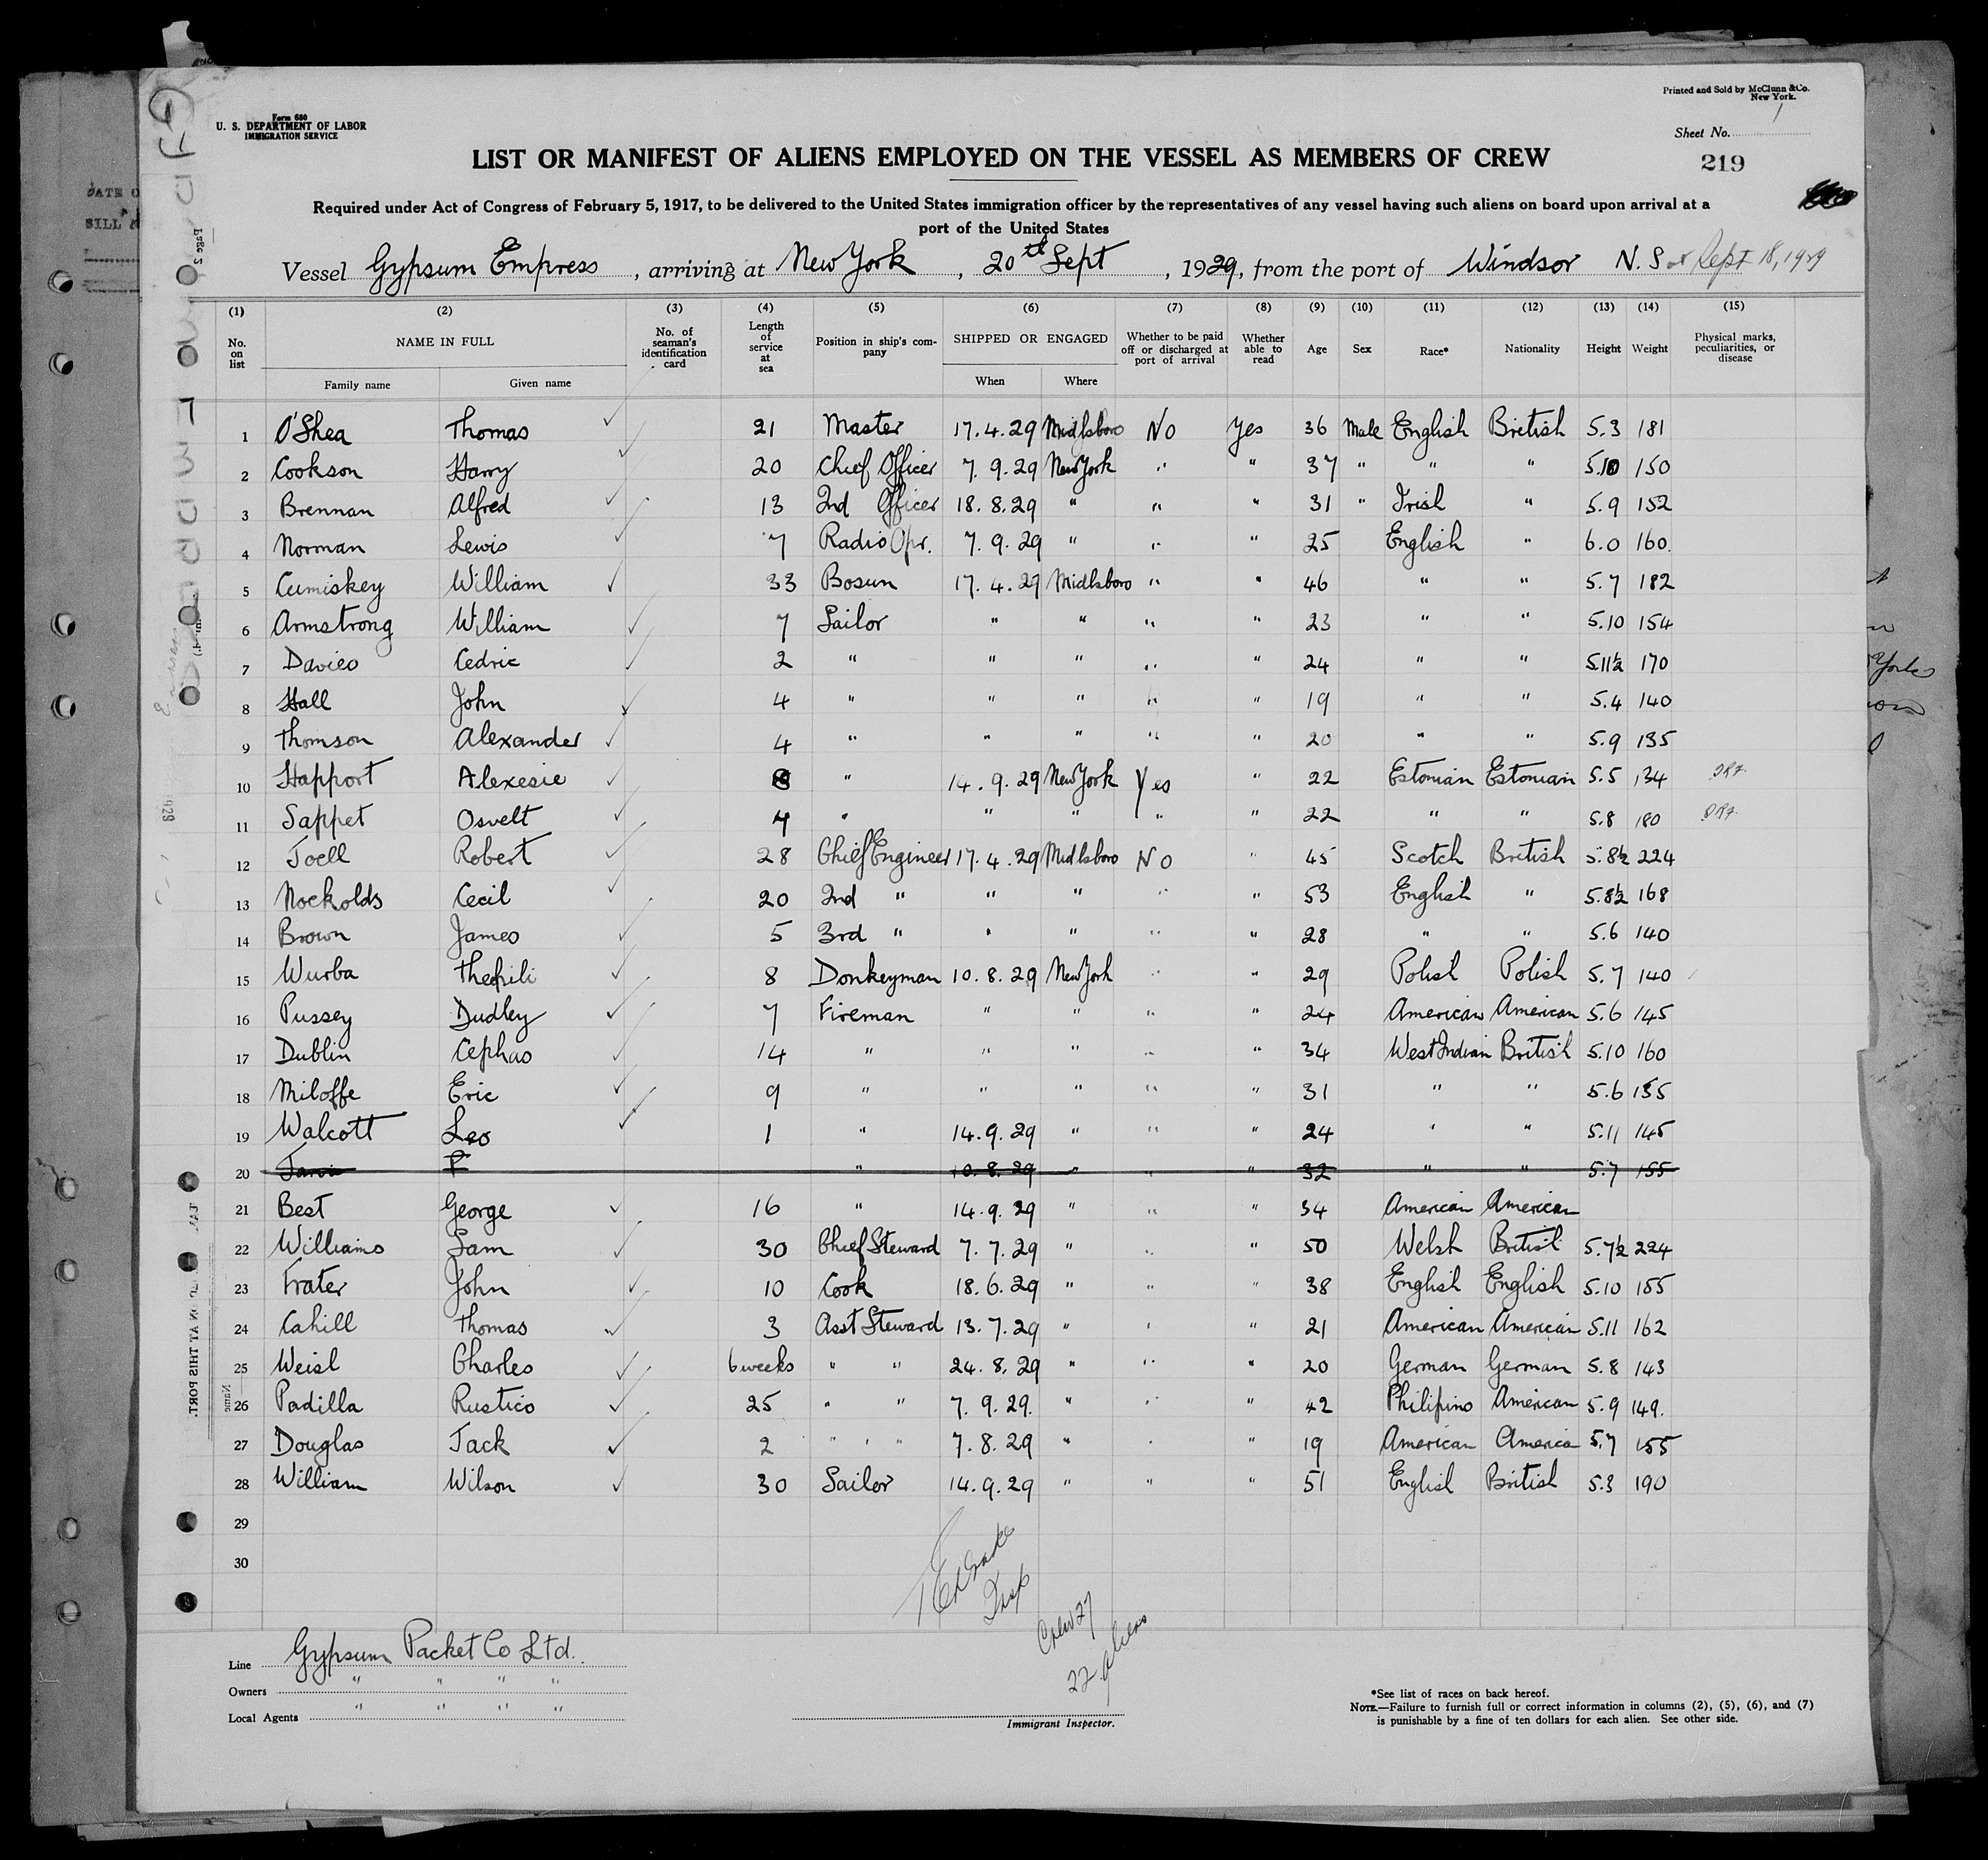 Printed and Sold by McClunn & Co.
New York.
Form 680
U. S. DEPARTMENT OF LABOR
IMMIGRATION SERVICE
Sheet No. 1
219
LIST OR MANIFEST OF ALIENS EMPLOYED ON THE VESSEL AS MEMBERS OF CREW
Required under Act of Congress of February 5, 1917, to be delivered to the United States immigration officer by the representatives of any vessel having such aliens on board upon arrival at a
port of the United States
Vessel Gypsum Empress, arriving at New York, 20th Sept, 1929, from the port of Windsor N. S. Sept 18, 1929
(1) (2) (3) (4) (5) (6) (7) (8) (9) (10) (11) (12) (13) (14) (15)
No. on list NAME IN FULL No. of seaman's identification card Length of service at sea Position in ship's company SHIPPED OR ENGAGED Whether to be paid off or discharged at port of arrival Whether able to read Age Sex Race* Nationality Height Weight Physical marks, peculiarities, or disease
Family name Given name When Where
1 O'Shea Thomas 21 Master 17.4.29 Midlsboro No Yes 36 Male English British 5.3 181
2 Cookson Harry 20 Chief Officer 7.9.29 New York " " 37 " " " 5.10 150
3 Brennan Alfred 13 2nd Officer 18.8.29 " " " 31 " Irish " 5.9 152
4 Norman Lewis 7 Radio Opr. 7.9.29 " " " 25 English " 6.0 160
5 Cumiskey William 33 Bosun 17.4.29 Midlsboro " " 46 " " 5.7 182
6 Armstrong William 7 Sailor " " " " 23 " " 5.10 154
7 Davies Cedric 2 " " " " " 24 " " 5.11½ 170
8 Hall John 4 " " " " " 19 " " 5.4 140
9 Thomson Alexander 4 " " " " " 20 " " 5.9 135
10 Happort Alexesie " 14.9.29 New York Yes " 22 Estonian Estonian 5.5 134
11 Sappet Osvelt 4 " " " " " 22 " " 5.8 180
12 Joell Robert 28 Chief Engineer 17.4.29 Midlsboro No " 45 Scotch British 5.8½ 224
13 Nockolds Cecil 20 2nd " " " " " 53 English " 5.8½ 168
14 Brown James 5 3rd " " " " " 28 " " 5.6 140
15 Wurba 8 Donkeyman 10.8.29 New York " " 29 Polish Polish 5.7 140
16 Pussey Dudley 7 Fireman " " " " 24 American American 5.6 145
17 Dublin Cephas 14 " " " " " 34 West Indian British 5.10 160
18 Miloffe Eric 9 " " " " " 31 " " 5.6 155
19 Walcott Leo 1 " 14.9.29 " " " 24 " " 5.11 145
20 Jarvis F " 10.8.29 " " " 32 " " 5.7 155
21 Best George 16 " 14.9.29 " " " 34 American American
22 Williams Sam 30 Chief Steward 7.7.29 " " " 50 Welsh British 5.7½ 224
23 Frater John 10 Cook 18.6.29 " " " 38 English English 5.10 155
24 Cahill Thomas 3 Asst Steward 13.7.29 " " " 21 American American 5.11 162
25 Weisl Charles 6 weeks " " 24.8.29 " " " 20 German German 5.8 143
26 Padilla Rustico 25 " " 7.9.29. " " " 42 Philipino American 5.9 149.
27 Douglas Jack 2 " " " 7.8.29 " " " 19 American America 5.7 155
28 William Wilson 30 Sailor 14.9.29 " " " 51 English British 5.3 190
29
30
Insp
Crew 27
22 aliens
Line Gypsum Packet Co Ltd.
Owners " " " "
Local Agents " " " "
Immigrant Inspector.
*See list of races on back hereof.
NOTE.—Failure to furnish full or correct information in columns (2), (5), (6), and (7)
is punishable by a fine of ten dollars for each alien. See other side.